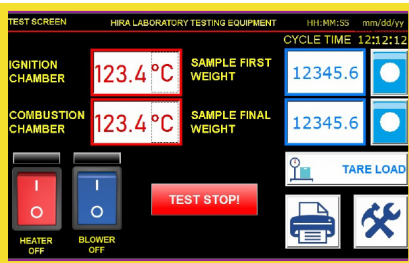 TEST SCREEN HIRA LABORATORY TESTING EQUIPMENT HH:MM:SS mm/dd/yy
CYCLE TIME 12:12:12
IGNITION CHAMBER 123.4 °C SAMPLE FIRST WEIGHT 12345.6
COMBUSTION CHAMBER 123.4 °C SAMPLE FINAL WEIGHT 12345.6
TARE LOAD
TEST STOP!
HEATER OFF
BLOWER OFF